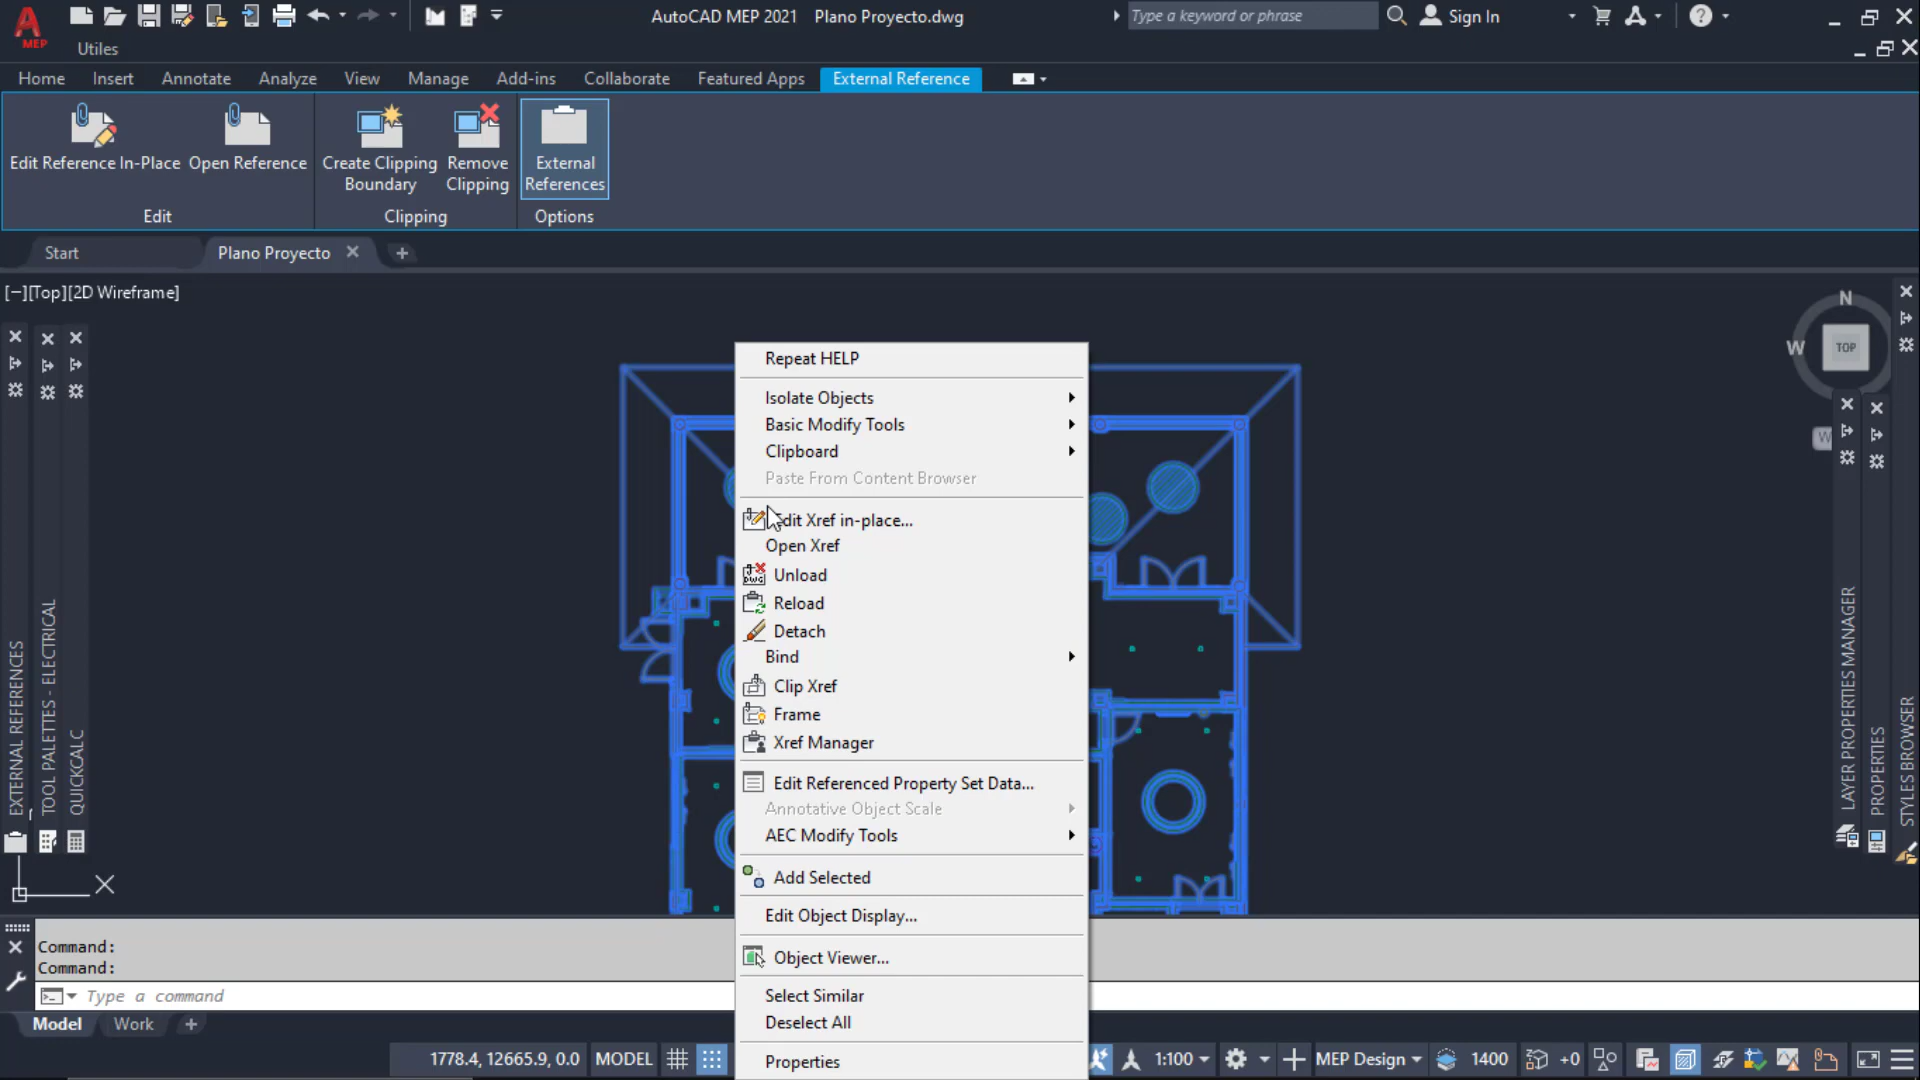 AutoCAD MEP 2021 Plano Proyecto.dwg
Type a keyword or phrase
Sign In
?
MEP
Utiles
Home
Insert
Annotate
Analyze
View
Manage
Add-ins
Collaborate
Featured Apps
External Reference
Edit Reference In-Place
Open Reference
Create Clipping
Boundary
Remove
Clipping
External
References
Edit
Clipping
Options
Start
Plano Proyecto
[−][Top][2D Wireframe]
N
W
TOP
W
EXTERNAL REFERENCES
TOOL PALETTES - ELECTRICAL
QUICKCALC
Repeat HELP
Isolate Objects
Basic Modify Tools
Clipboard
Paste From Content Browser
Edit Xref in-place...
Open Xref
Unload
Reload
Detach
Bind
Clip Xref
Frame
Xref Manager
Edit Referenced Property Set Data...
Annotative Object Scale
AEC Modify Tools
Add Selected
Edit Object Display...
Object Viewer...
Select Similar
Deselect All
Properties
LAYER PROPERTIES MANAGER
PROPERTIES
STYLES BROWSER
Command:
Command:
Type a command
Model
Work
1778.4, 12665.9, 0.0
MODEL
1:100
MEP Design
1400
+0